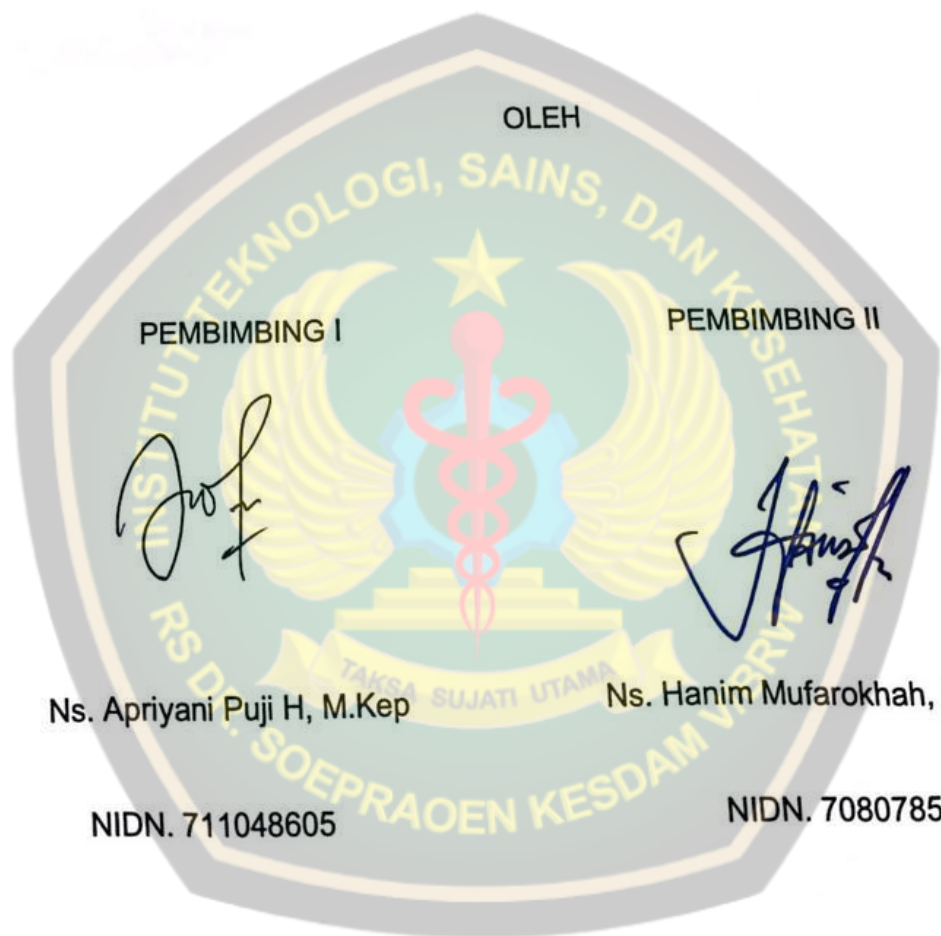 OLEH
INSTITUT TEKNOLOGI, SAINS, DAN KESEHATAN
PEMBIMBING I
PEMBIMBING II
TAKSA SUJATI UTAMA
Ns. Apriyani Puji H, M.Kep
Ns. Hanim Mufarokhah,
RS DR. SOEPRAOEN KESDAM V/BRW
NIDN. 711048605
NIDN. 7080785